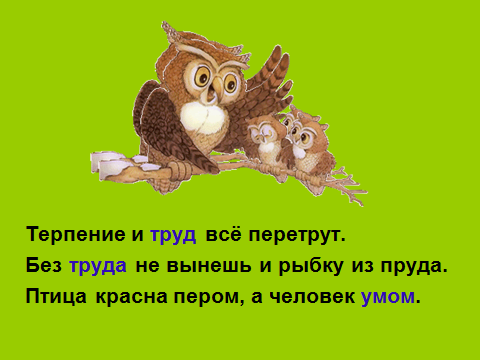 Терпение и труд всё перетрут.
Без труда не вынешь и рыбку из пруда.
Птица красна пером, а человек умом.